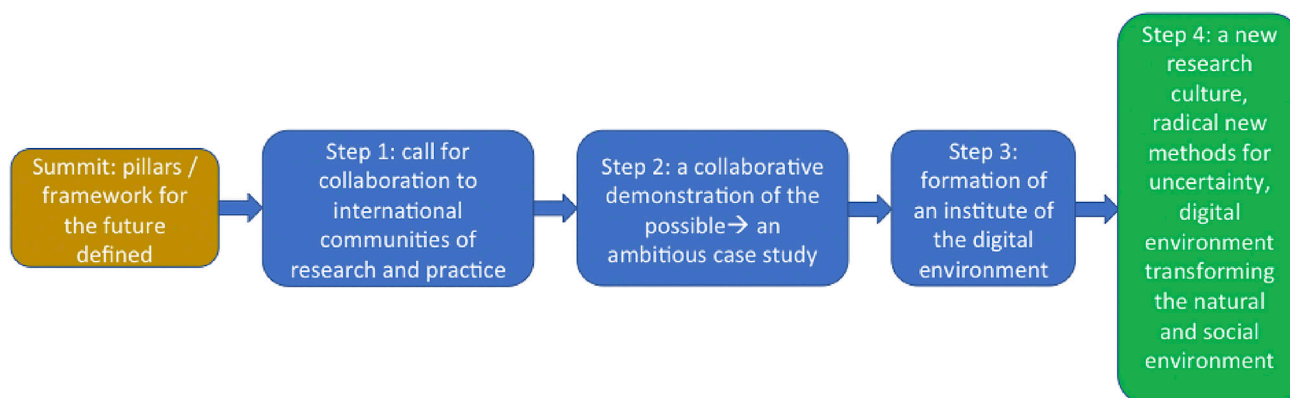 Summit: pillars /
framework for
the future
defined
Step 1: call for
collaboration to
international
communities of
research and practice
Step 2: a collaborative
demonstration of the
possible→ an
ambitious case study
Step 3:
formation of
an institute of
the digital
environment
Step 4: a new
research
culture,
radical new
methods for
uncertainty,
digital
environment
transforming
the natural
and social
environment